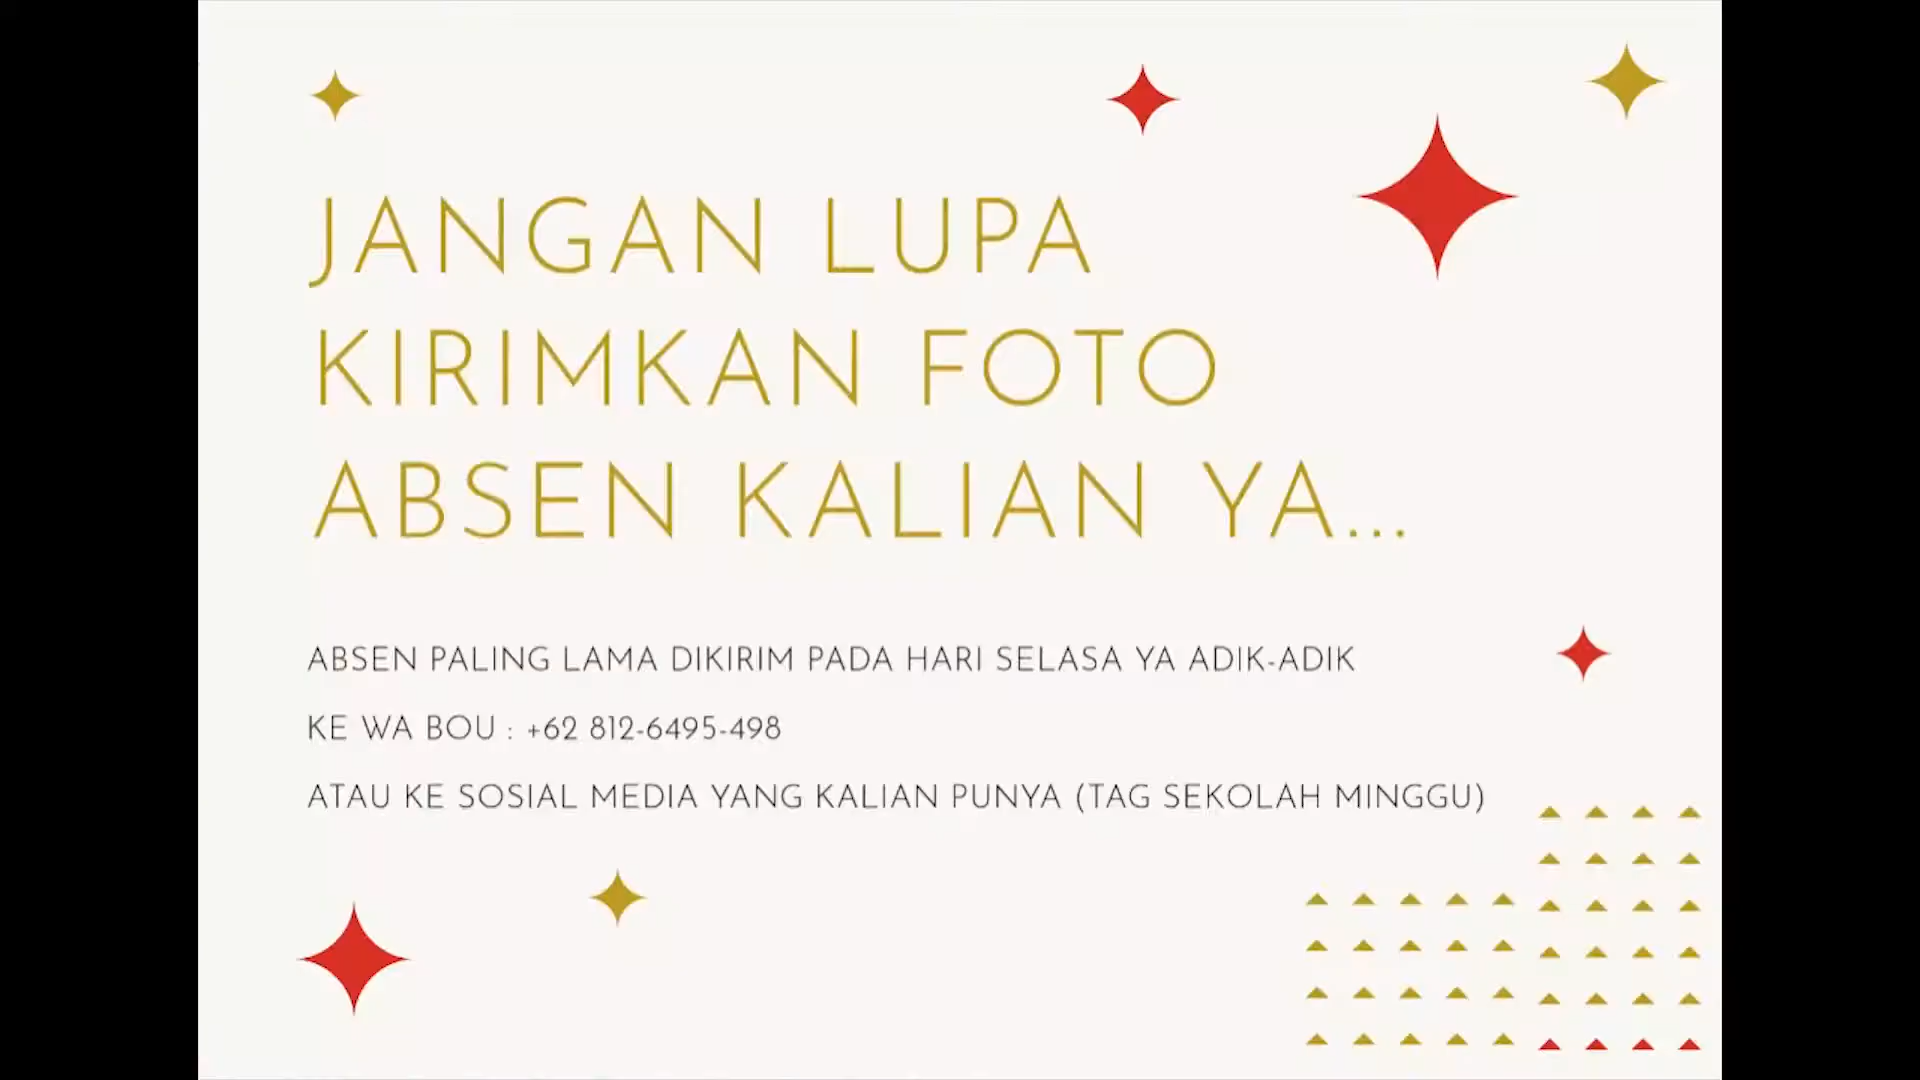 JANGAN LUPA
KIRIMKAN FOTO
ABSEN KALIAN YA...
ABSEN PALING LAMA DIKIRIM PADA HARI SELASA YA ADIK-ADIK
KE WA BOU : +62 812-6495-498
ATAU KE SOSIAL MEDIA YANG KALIAN PUNYA (TAG SEKOLAH MINGGU)